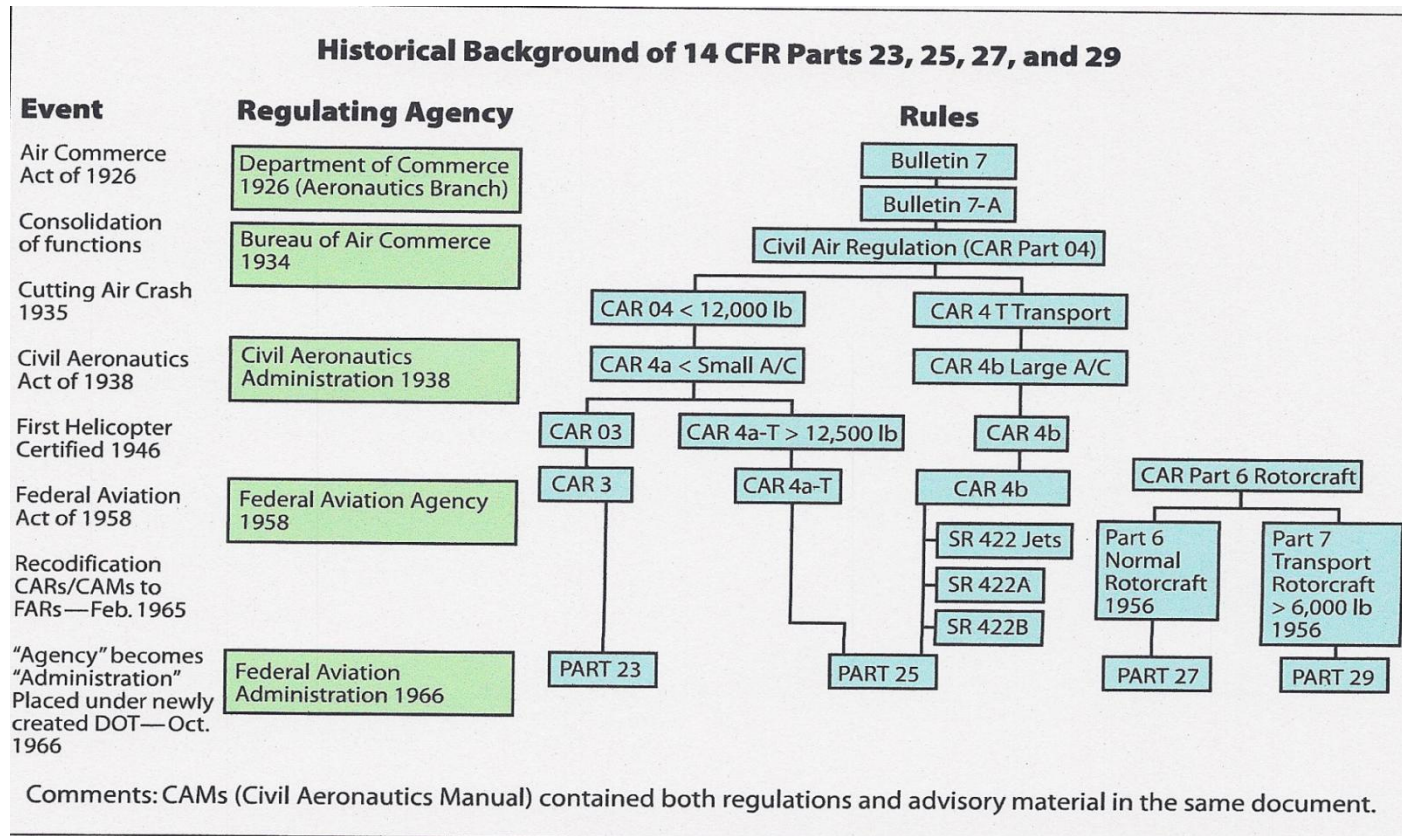 Historical Background of 14 CFR Parts 23, 25, 27, and 29
Event
Regulating Agency
Rules
Air Commerce
Act of 1926
Consolidation
of functions
Cutting Air Crash
1935
Civil Aeronautics
Act of 1938
First Helicopter
Certified 1946
Federal Aviation
Act of 1958
Recodification
CARs/CAMs to
FARs—Feb. 1965
"Agency" becomes
"Administration"
Placed under newly
created DOT—Oct.
1966
Department of Commerce
1926 (Aeronautics Branch)
Bureau of Air Commerce
1934
Civil Aeronautics
Administration 1938
Federal Aviation Agency
1958
Federal Aviation
Administration 1966
Bulletin 7
Bulletin 7-A
Civil Air Regulation (CAR Part 04)
CAR 04 < 12,000 lb
CAR 4 T Transport
CAR 4a < Small A/C
CAR 4b Large A/C
CAR 03
CAR 4a-T > 12,500 lb
CAR 4b
CAR 3
CAR 4a-T
CAR 4b
CAR Part 6 Rotorcraft
SR 422 Jets
SR 422A
SR 422B
Part 6
Normal
Rotorcraft
1956
Part 7
Transport
Rotorcraft
> 6,000 lb
1956
PART 23
PART 25
PART 27
PART 29
Comments: CAMs (Civil Aeronautics Manual) contained both regulations and advisory material in the same document.